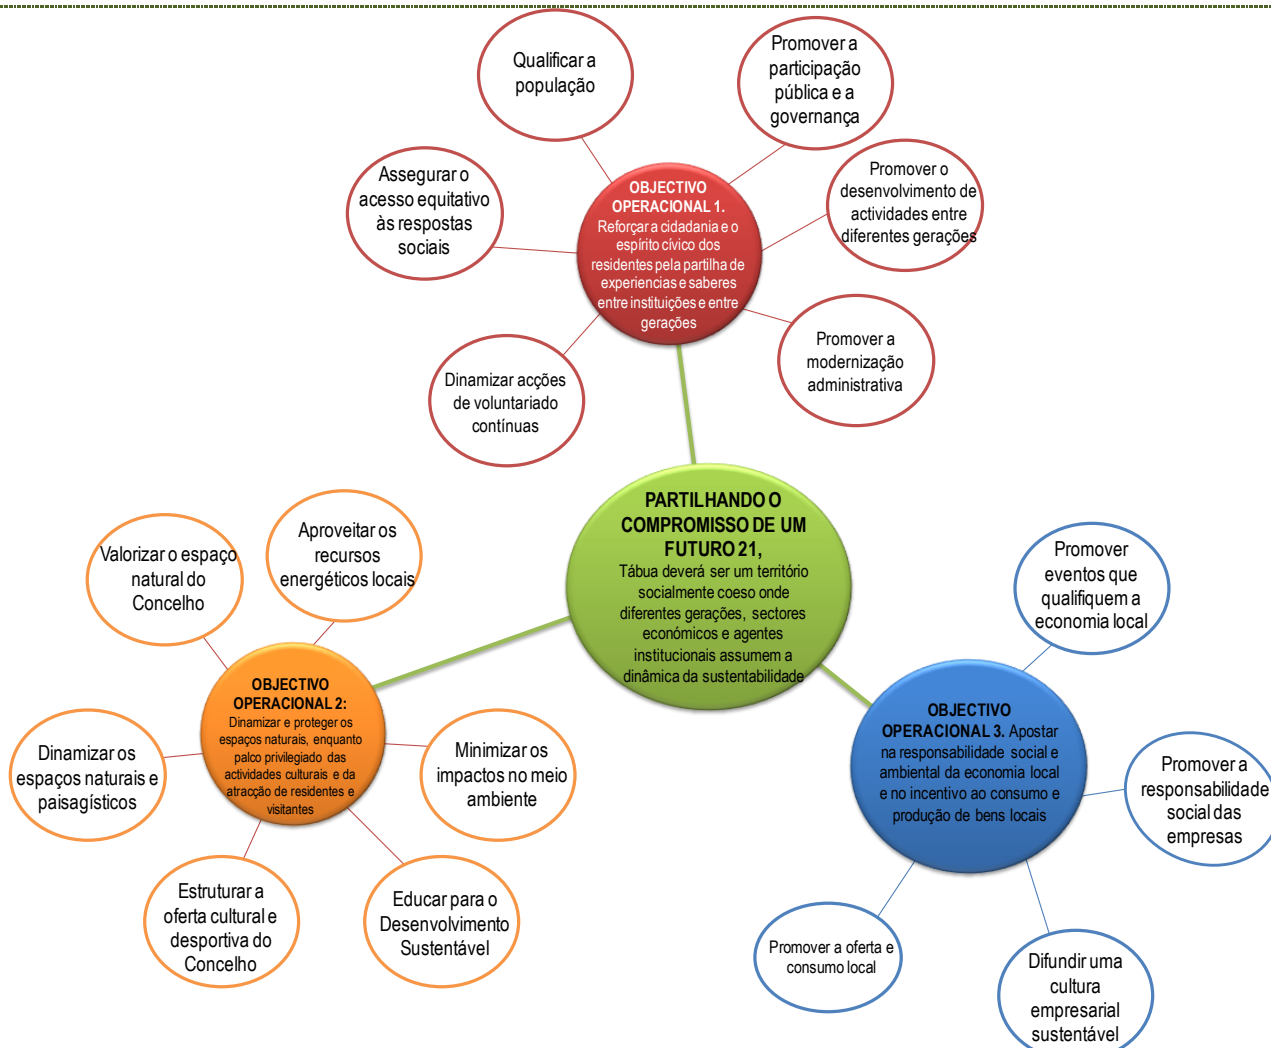 Qualificar a
população
Promover a
participação
pública e a
governança
Assegurar o
acesso equitativo
às respostas
sociais
OBJECTIVO
OPERACIONAL 1.
Reforçar a cidadania e o
espírito cívico dos
residentes pela partilha de
experiencias e saberes
entre instituições e entre
gerações
Promover o
desenvolvimento de
actividades entre
diferentes gerações
Dinamizar acções
de voluntariado
contínuas
Promover a
modernização
administrativa
PARTILHANDO O
COMPROMISSO DE UM
FUTURO 21,
Tábua deverá ser um território
socialmente coeso onde
diferentes gerações, sectores
económicos e agentes
institucionais assumem a
dinâmica da sustentabilidade
Valorizar o espaço
natural do
Concelho
Aproveitar os
recursos
energéticos locais
OBJECTIVO
OPERACIONAL 2:
Dinamizar e proteger os
espaços naturais, enquanto
palco privilegiado das
actividades culturais e da
atracção de residentes e
visitantes
Dinamizar os
espaços naturais e
paisagísticos
Minimizar os
impactos no meio
ambiente
Estruturar a
oferta cultural e
desportiva do
Concelho
Educar para o
Desenvolvimento
Sustentável
Promover
eventos que
qualifiquem a
economia local
OBJECTIVO
OPERACIONAL 3. Apostar
na responsabilidade social e
ambiental da economia local
e no incentivo ao consumo e
produção de bens locais
Promover a
responsabilidade
social das
empresas
Promover a oferta e
consumo local
Difundir uma
cultura
empresarial
sustentável